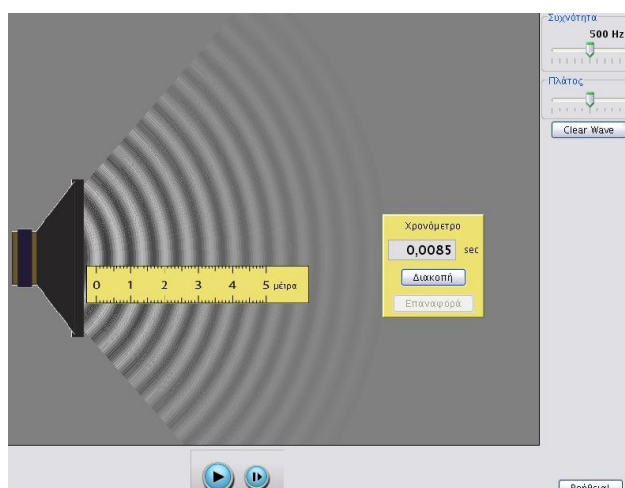 Συχνότητα
500 Hz
Πλάτος
Clear Wave
Χρονόμετρο
0,0085 sec
Διακοπή
Επαναφορά
0 1 2 3 4 5 μέτρα
Βοήθεια!